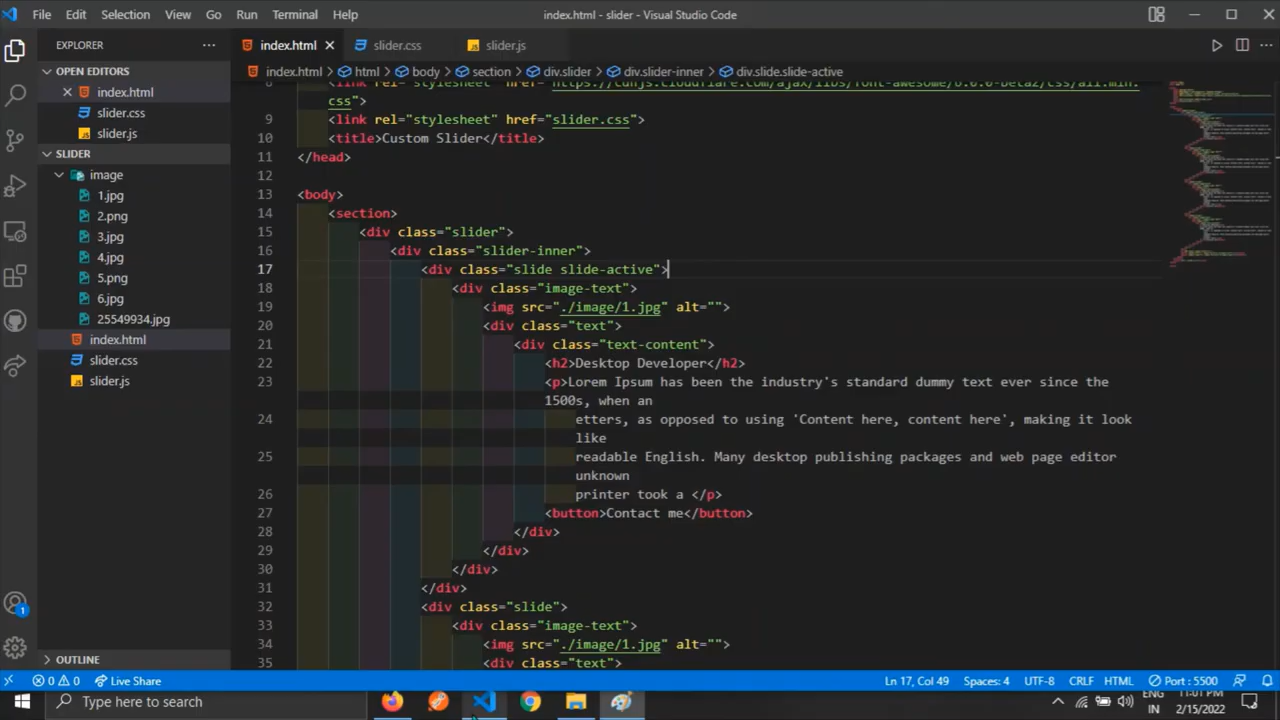 File Edit Selection View Go Run Terminal Help index.html - slider - Visual Studio Code
EXPLORER
OPEN EDITORS
index.html
slider.css
slider.js
SLIDER
image
1.jpg
2.png
3.jpg
4.jpg
5.png
6.jpg
25549934.jpg
index.html
slider.css
slider.js
OUTLINE
index.html slider.css slider.js
index.html html body section div.slider div.slider-inner div.slide.slide-active
css">
9 <link rel="stylesheet" href="slider.css">
10 <title>Custom Slider</title>
11 </head>
12
13 <body>
14 <section>
15 <div class="slider">
16 <div class="slider-inner">
17 <div class="slide slide-active">
18 <div class="image-text">
19 <img src="./image/1.jpg" alt="">
20 <div class="text">
21 <div class="text-content">
22 <h2>Desktop Developer</h2>
23 <p>Lorem Ipsum has been the industry's standard dummy text ever since the
1500s, when an
24 etters, as opposed to using 'Content here, content here', making it look
like
25 readable English. Many desktop publishing packages and web page editor
unknown
26 printer took a </p>
27 <button>Contact me</button>
28 </div>
29 </div>
30 </div>
31 </div>
32 <div class="slide">
33 <div class="image-text">
34 <img src="./image/1.jpg" alt="">
35 <div class="text">
1
0 0 Live Share Ln 17, Col 49 Spaces: 4 UTF-8 CRLF HTML Port : 5500
Type here to search
ENG
IN
11:01 PM
2/15/2022